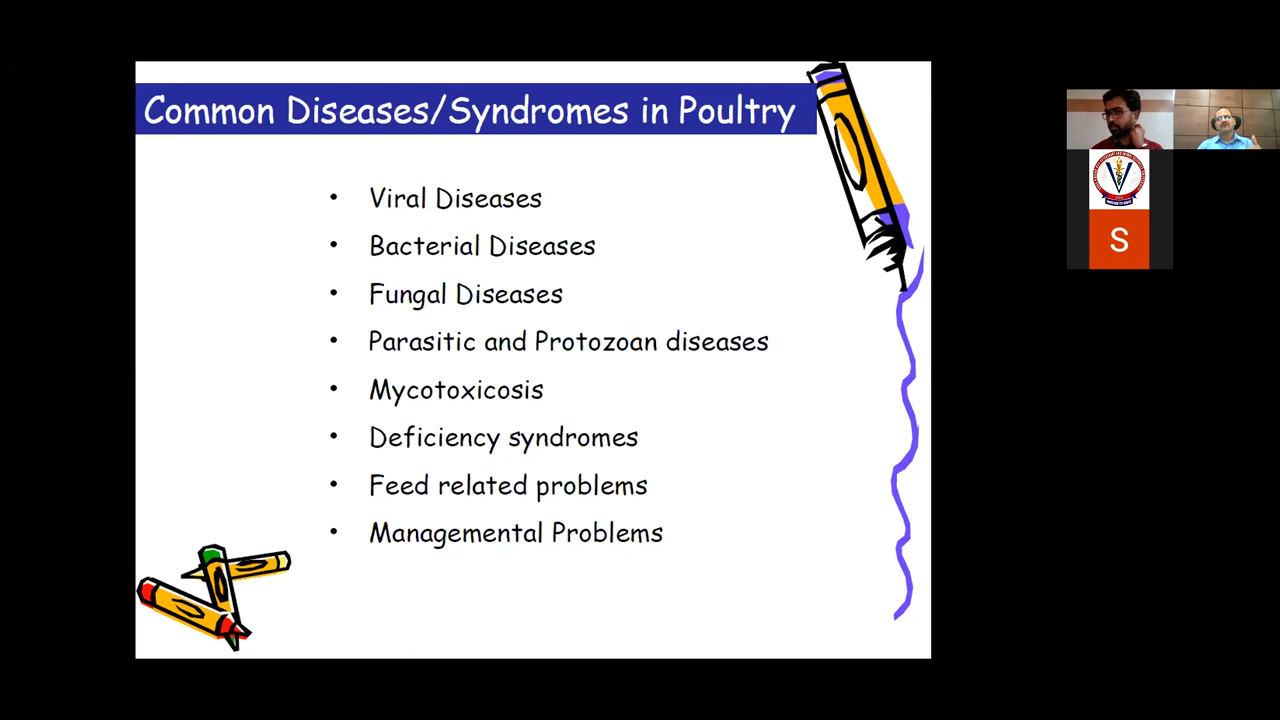 Common Diseases/Syndromes in Poultry
• Viral Diseases
• Bacterial Diseases
• Fungal Diseases
• Parasitic and Protozoan diseases
• Mycotoxicosis
• Deficiency syndromes
• Feed related problems
• Managemental Problems
S